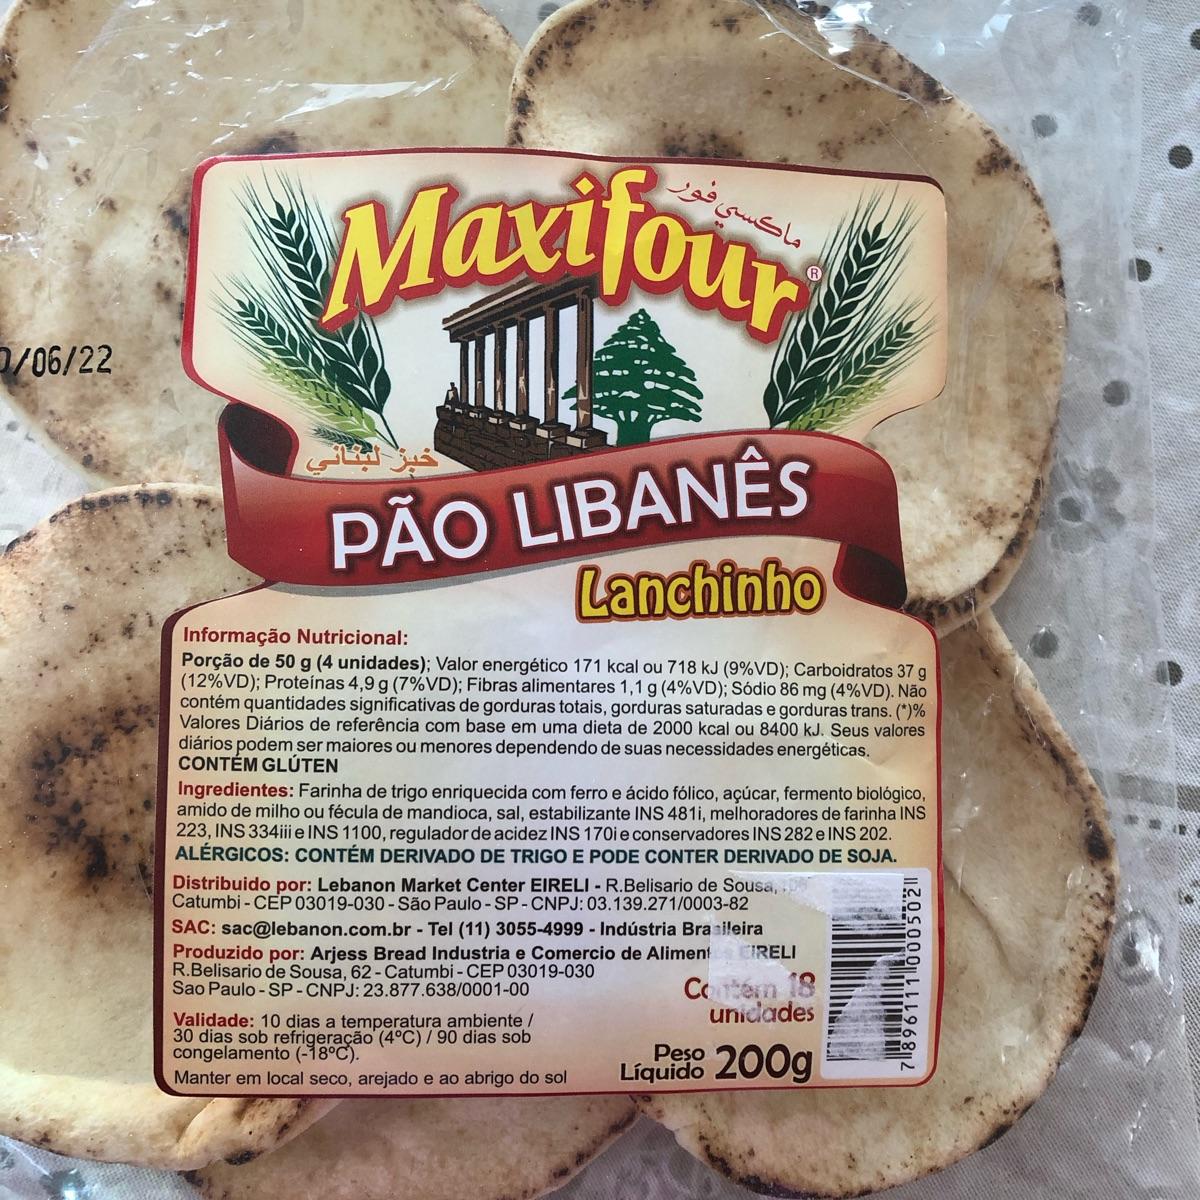 Maxifour®
ماكسي فور
/06/22
خبز لبناني
PÃO LIBANÊS
Lanchinho
Informação Nutricional:
Porção de 50 g (4 unidades); Valor energético 171 kcal ou 718 kJ (9%VD); Carboidratos 37 g
(12%VD); Proteínas 4,9 g (7%VD); Fibras alimentares 1,1 g (4%VD); Sódio 86 mg (4%VD). Não
contém quantidades significativas de gorduras totais, gorduras saturadas e gorduras trans. (*)%
Valores Diários de referência com base em uma dieta de 2000 kcal ou 8400 kJ. Seus valores
diários podem ser maiores ou menores dependendo de suas necessidades energéticas.
CONTÉM GLÚTEN
Ingredientes: Farinha de trigo enriquecida com ferro e ácido fólico, açúcar, fermento biológico,
amido de milho ou fécula de mandioca, sal, estabilizante INS 481i, melhoradores de farinha INS
223, INS 334iii e INS 1100, regulador de acidez INS 170i e conservadores INS 282 e INS 202.
ALÉRGICOS: CONTÉM DERIVADO DE TRIGO E PODE CONTER DERIVADO DE SOJA.
Distribuido por: Lebanon Market Center EIRELI - R.Belisario de Sousa,
Catumbi - CEP 03019-030 - São Paulo - SP - CNPJ: 03.139.271/0003-82
SAC: sac@lebanon.com.br - Tel (11) 3055-4999 - Indústria Brasileira
Produzido por: Arjess Bread Industria e Comercio de Alimentos EIRELI
R.Belisario de Sousa, 62 - Catumbi - CEP 03019-030
Sao Paulo - SP - CNPJ: 23.877.638/0001-00
Contém 18
unidades
Validade: 10 dias a temperatura ambiente /
30 dias sob refrigeração (4ºC) / 90 dias sob
congelamento (-18ºC).
Manter em local seco, arejado e ao abrigo do sol
Peso
Líquido 200g
7 896111 000502